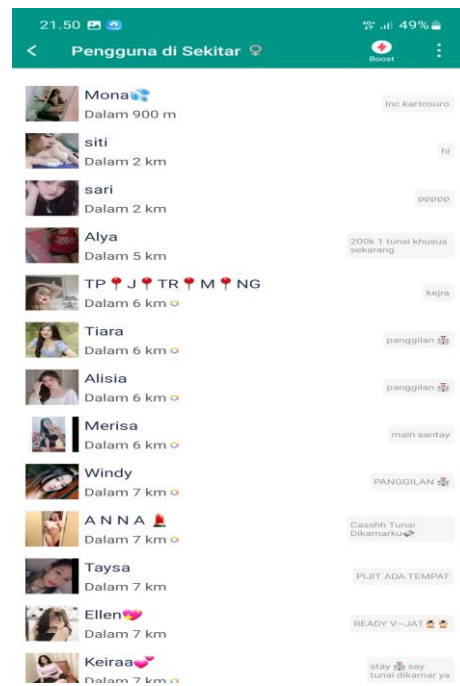 21.50
49%
Pengguna di Sekitar
Boost
Mona
Dalam 900 m
Inc kartosuro
siti
Dalam 2 km
hi
sari
Dalam 2 km
ppppp
Alya
Dalam 5 km
200k 1 tunai khusus
sekarang
TP📍J📍TR📍M📍NG
Dalam 6 km
kejra
Tiara
Dalam 6 km
panggilan
Alisia
Dalam 6 km
panggilan
Merisa
Dalam 6 km
main santay
Windy
Dalam 7 km
PANGGILAN
A N N A
Dalam 7 km
Casshh Tunai
Dikamarku
Taysa
Dalam 7 km
PIJIT ADA TEMPAT
Ellen
Dalam 7 km
READY V–JAT
Keiraa
Dalam 7 km
stay say
tunai dikamar ya